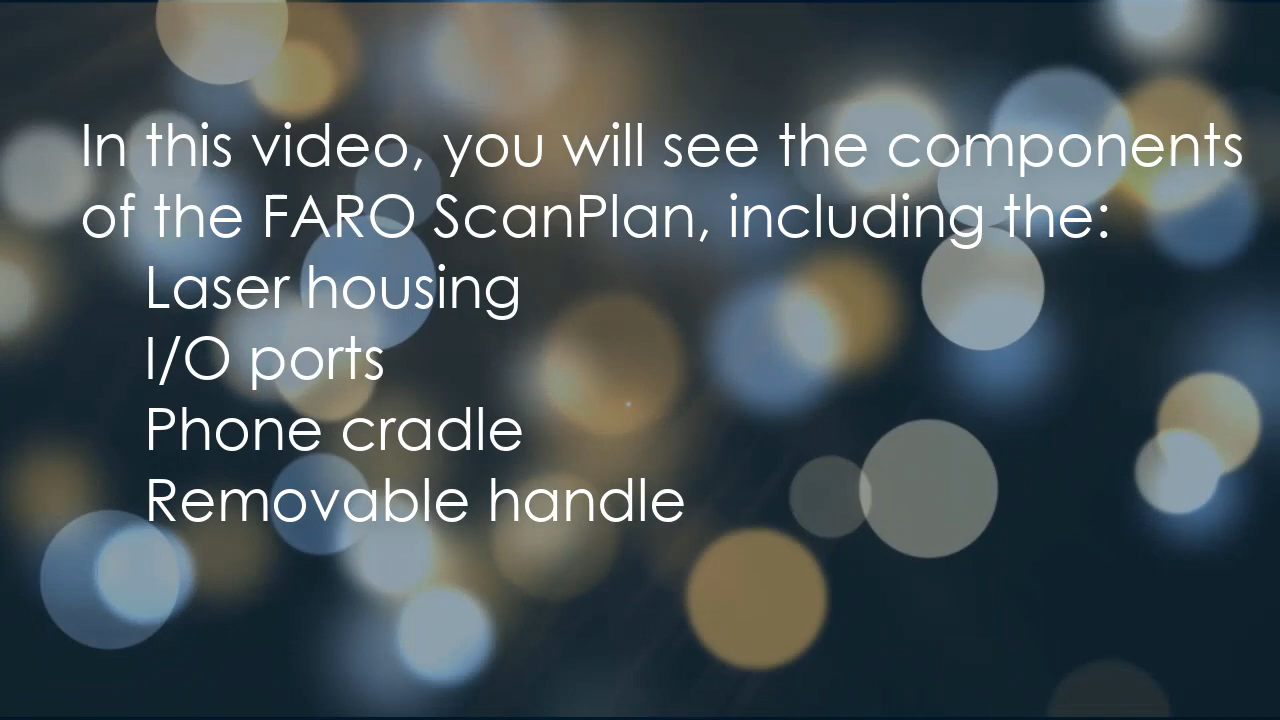 In this video, you will see the components
of the FARO ScanPlan, including the:
Laser housing
I/O ports
Phone cradle
Removable handle